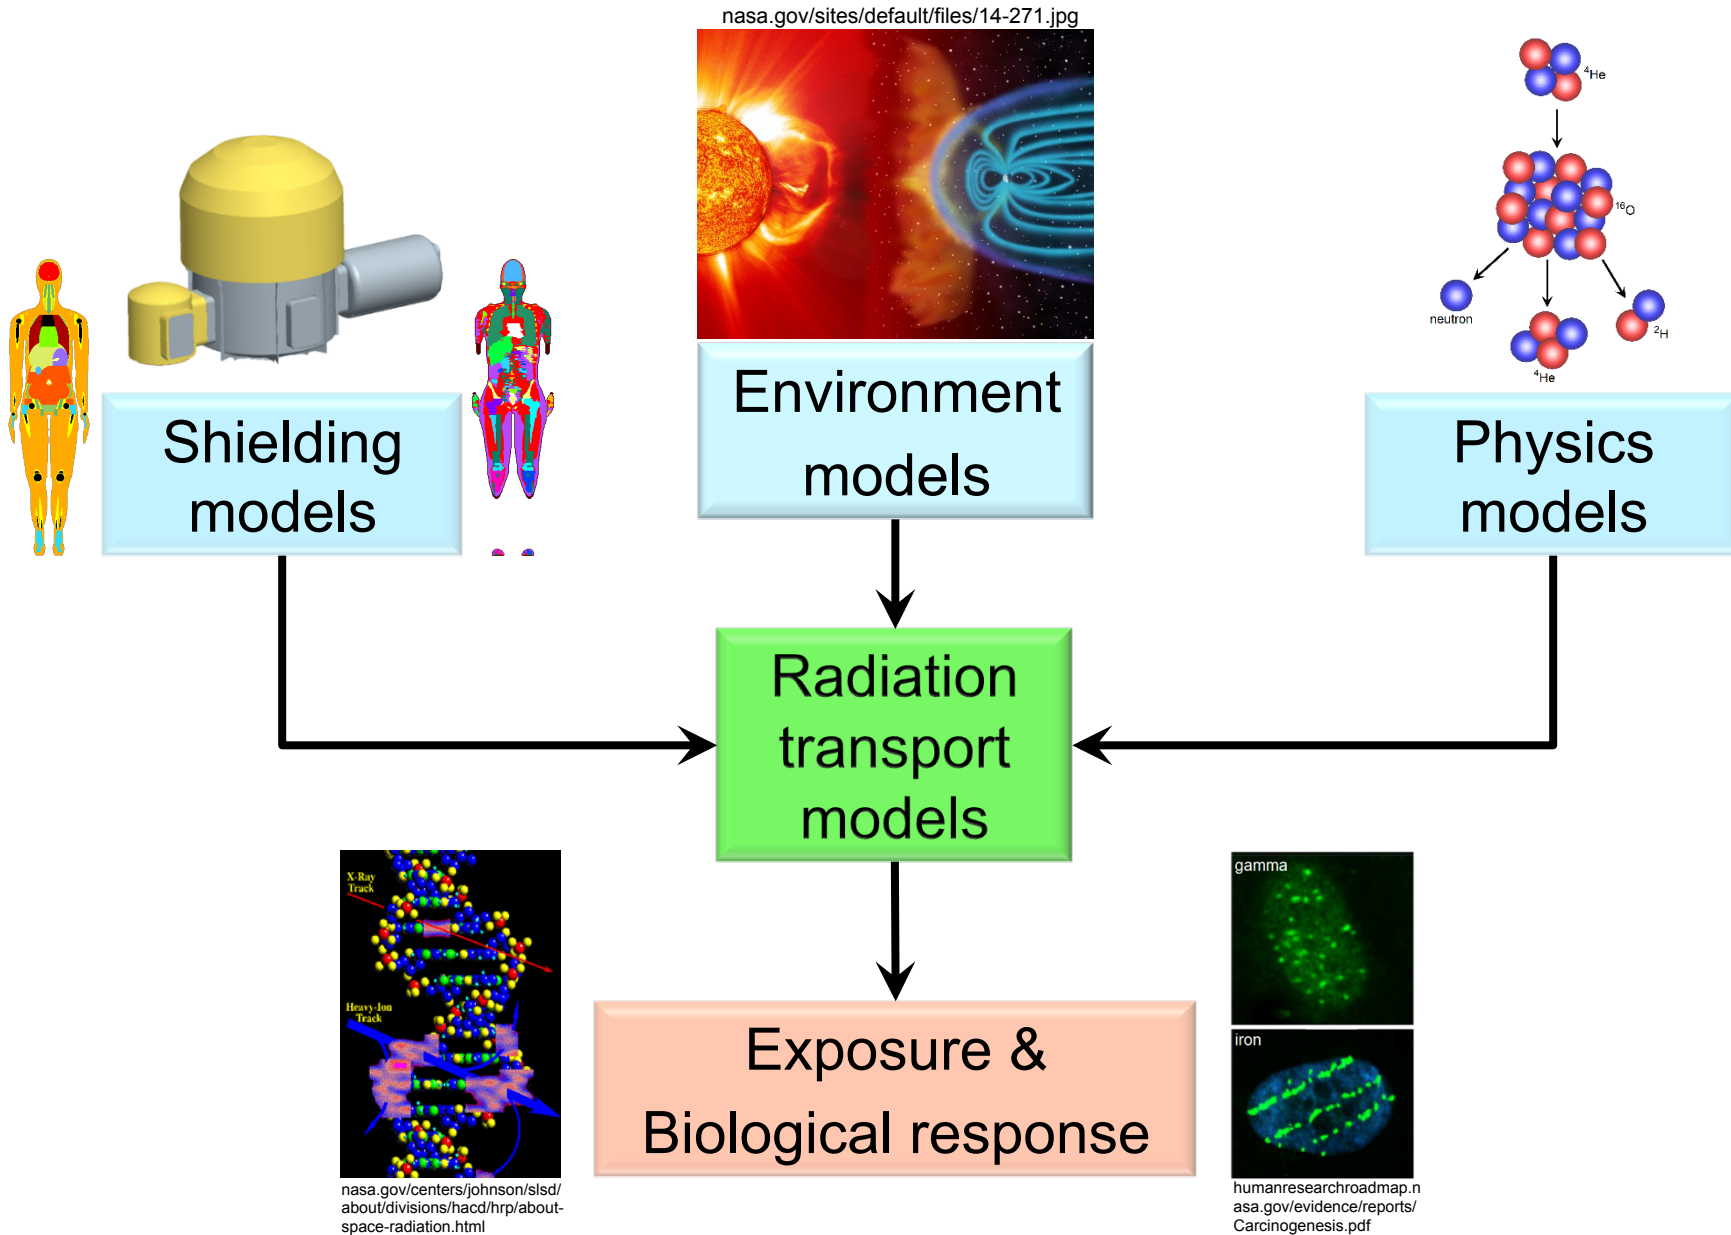 nasa.gov/sites/default/files/14-271.jpg
⁴He
¹⁶O
neutron
²H
⁴He
Shielding
models
Environment
models
Physics
models
Radiation
transport
models
X-Ray
Track
Heavy-Ion
Track
nasa.gov/centers/johnson/slsd/
about/divisions/hacd/hrp/about-
space-radiation.html
Exposure &
Biological response
gamma
iron
humanresearchroadmap.n
asa.gov/evidence/reports/
Carcinogenesis.pdf